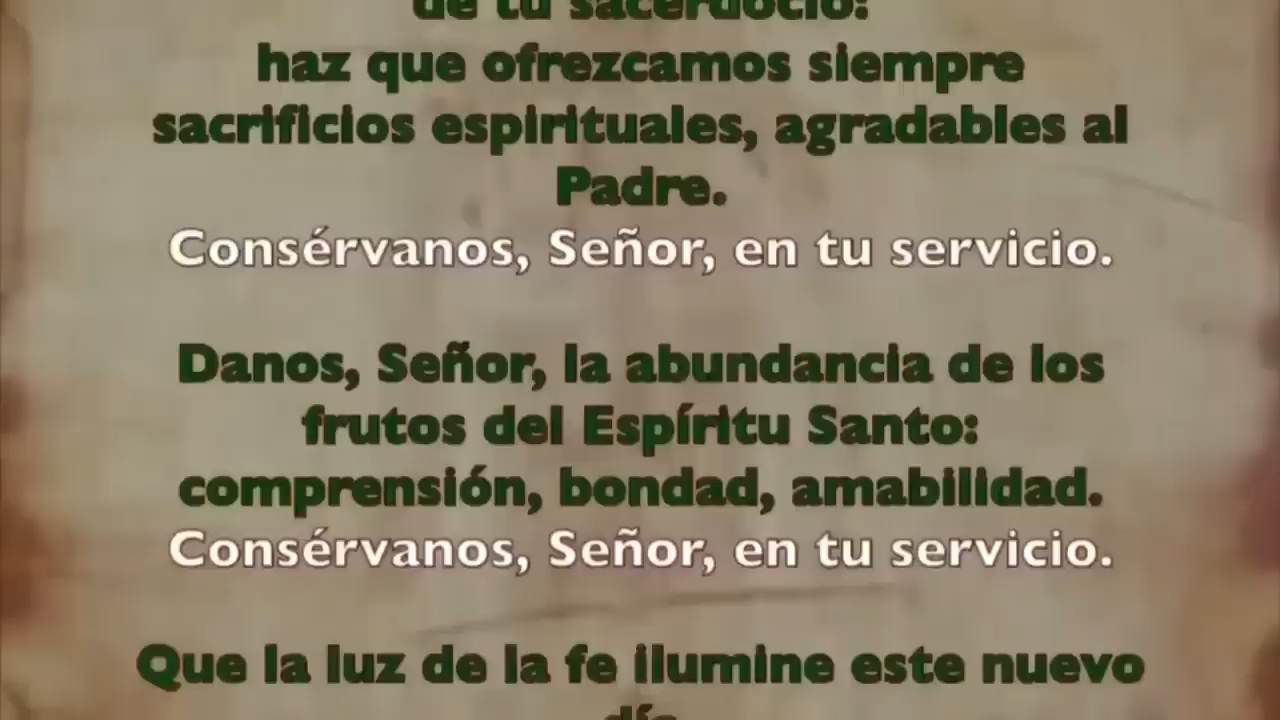 de tu sacerdocio:
haz que ofrezcamos siempre
sacrificios espirituales, agradables al
Padre.
Consérvanos, Señor, en tu servicio.
Danos, Señor, la abundancia de los
frutos del Espíritu Santo:
comprensión, bondad, amabilidad.
Consérvanos, Señor, en tu servicio.
Que la luz de la fe ilumine este nuevo
día